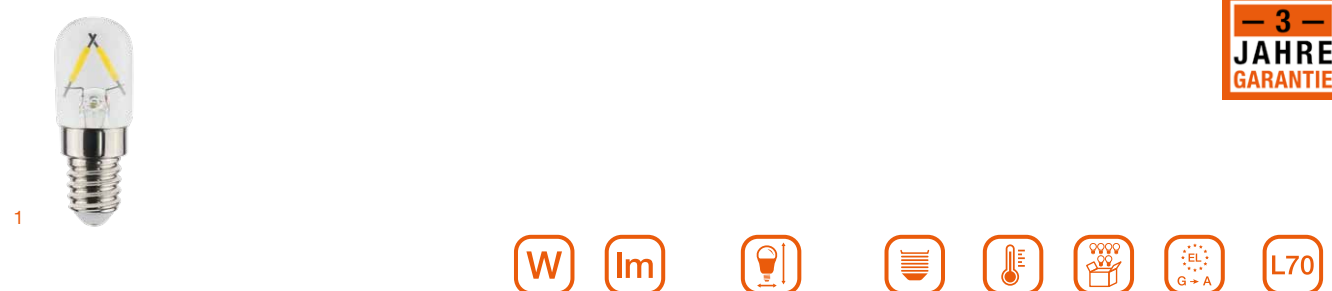 — 3 —
JAHRE
GARANTIE
1
W
lm
EL
G → A
L70